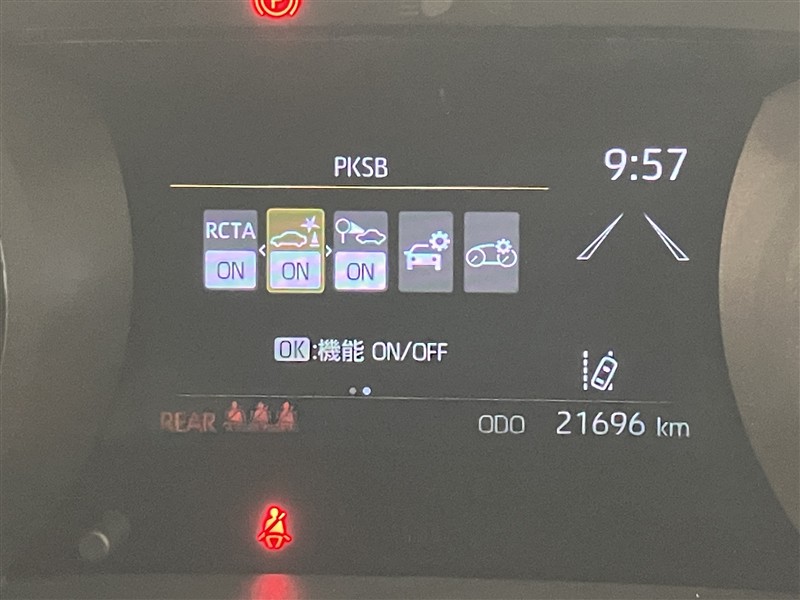 PKSB
9:57
RCTA
ON ON ON
OK:機能 ON/OFF
REAR
ODO 21696 km